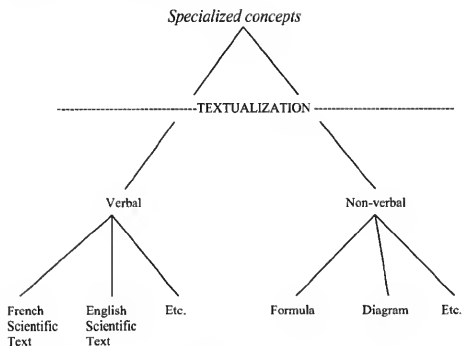 Specialized concepts
TEXTUALIZATION
Verbal
Non-verbal
French
Scientific
Text
English
Scientific
Text
Etc.
Formula
Diagram
Etc.